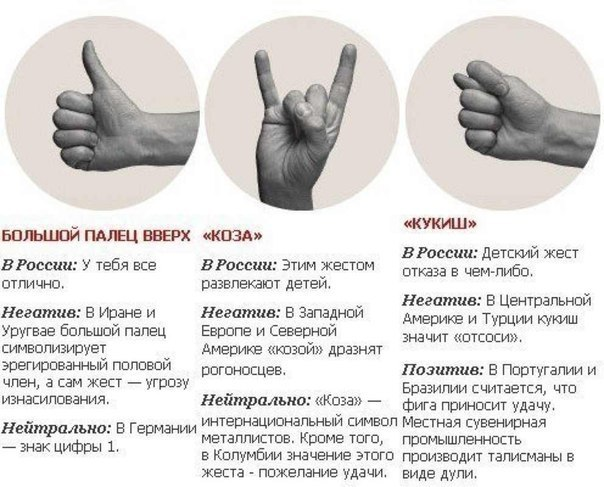 БОЛЬШОЙ ПАЛЕЦ ВВЕРХ
В России: У тебя все
отлично.
Негатив: В Иране и
Уругвае большой палец
символизирует
эрегированный половой
член, а сам жест — угрозу
изнасилования.
Нейтрально: В Германии
— знак цифры 1.
«КОЗА»
В России: Этим жестом
развлекают детей.
Негатив: В Западной
Европе и Северной
Америке «козой» дразнят
рогоносцев.
Нейтрально: «Коза» —
интернациональный символ
металлистов. Кроме того,
в Колумбии значение этого
жеста - пожелание удачи.
«КУКИШ»
В России: Детский жест
отказа в чем-либо.
Негатив: В Центральной
Америке и Турции кукиш
значит «отсоси».
Позитив: В Португалии и
Бразилии считается, что
фига приносит удачу.
Местная сувенирная
промышленность
производит талисманы в
виде дули.